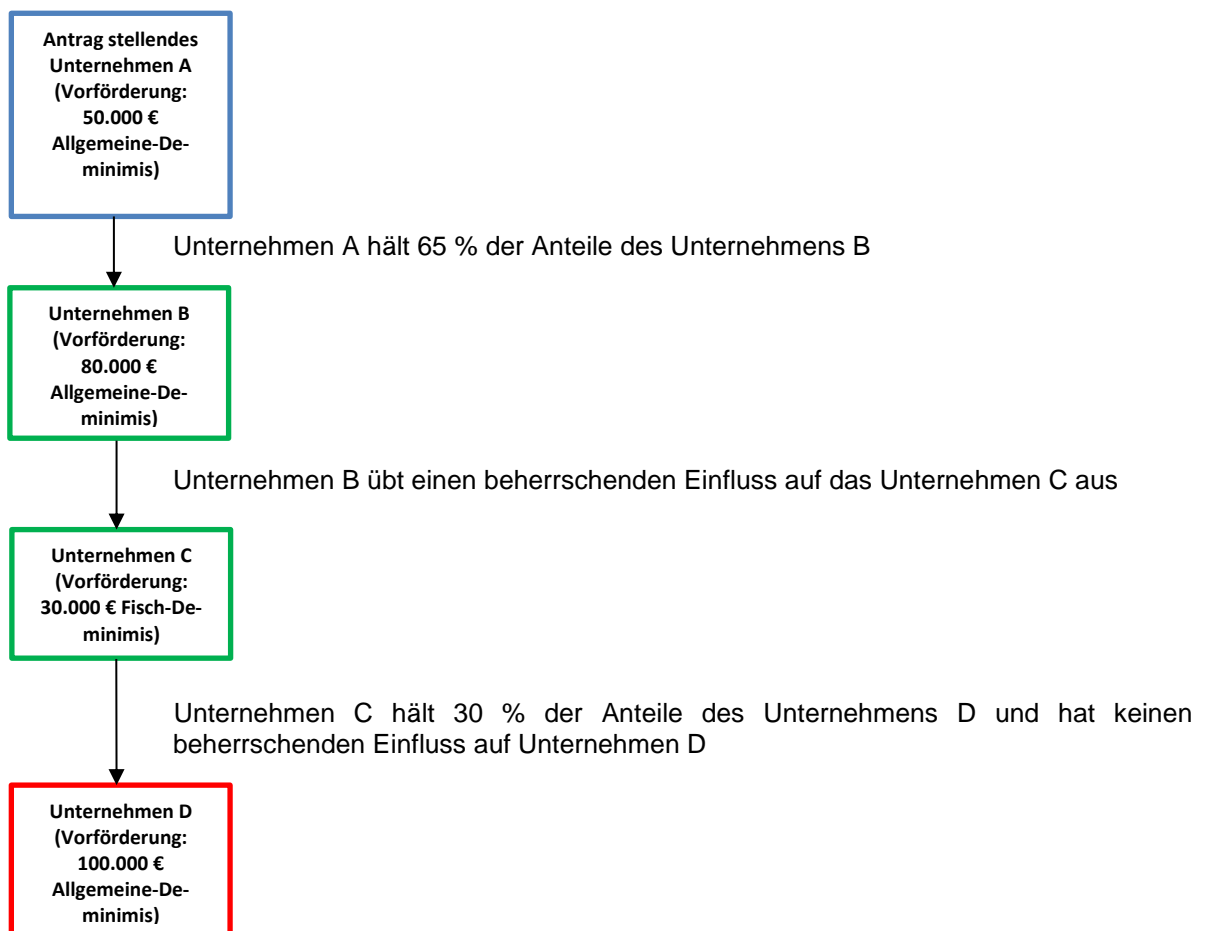 Antrag stellendes
Unternehmen A
(Vorförderung:
50.000 €
Allgemeine-De-
minimis)
Unternehmen A hält 65 % der Anteile des Unternehmens B
Unternehmen B
(Vorförderung:
80.000 €
Allgemeine-De-
minimis)
Unternehmen B übt einen beherrschenden Einfluss auf das Unternehmen C aus
Unternehmen C
(Vorförderung:
30.000 € Fisch-De-
minimis)
Unternehmen C hält 30 % der Anteile des Unternehmens D und hat keinen
beherrschenden Einfluss auf Unternehmen D
Unternehmen D
(Vorförderung:
100.000 €
Allgemeine-De-
minimis)